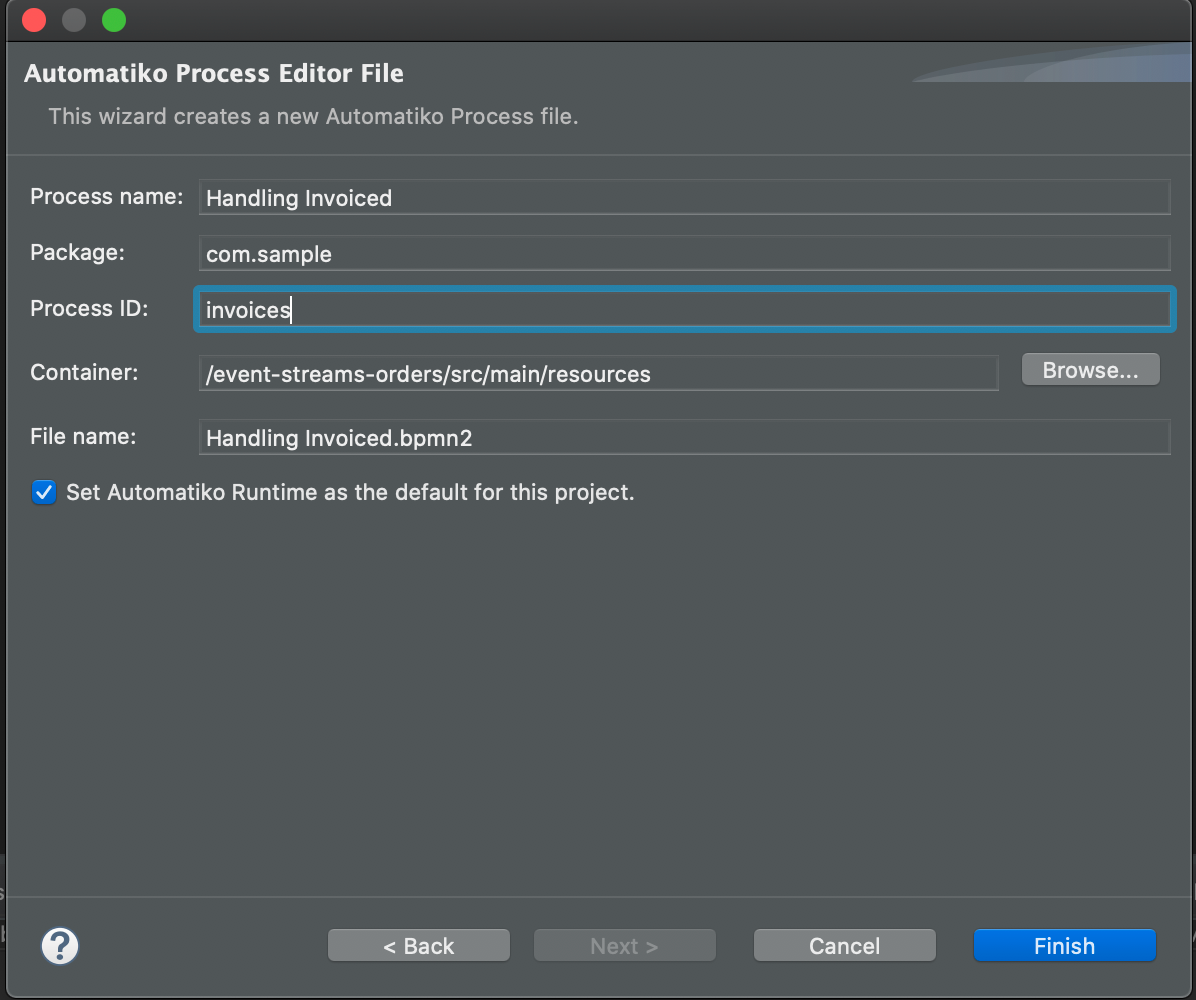 Automatiko Process Editor File
This wizard creates a new Automatiko Process file.
Process name: Handling Invoiced
Package: com.sample
Process ID: invoices
Container: /event-streams-orders/src/main/resources Browse...
File name: Handling Invoiced.bpmn2
Set Automatiko Runtime as the default for this project.
? < Back Next > Cancel Finish